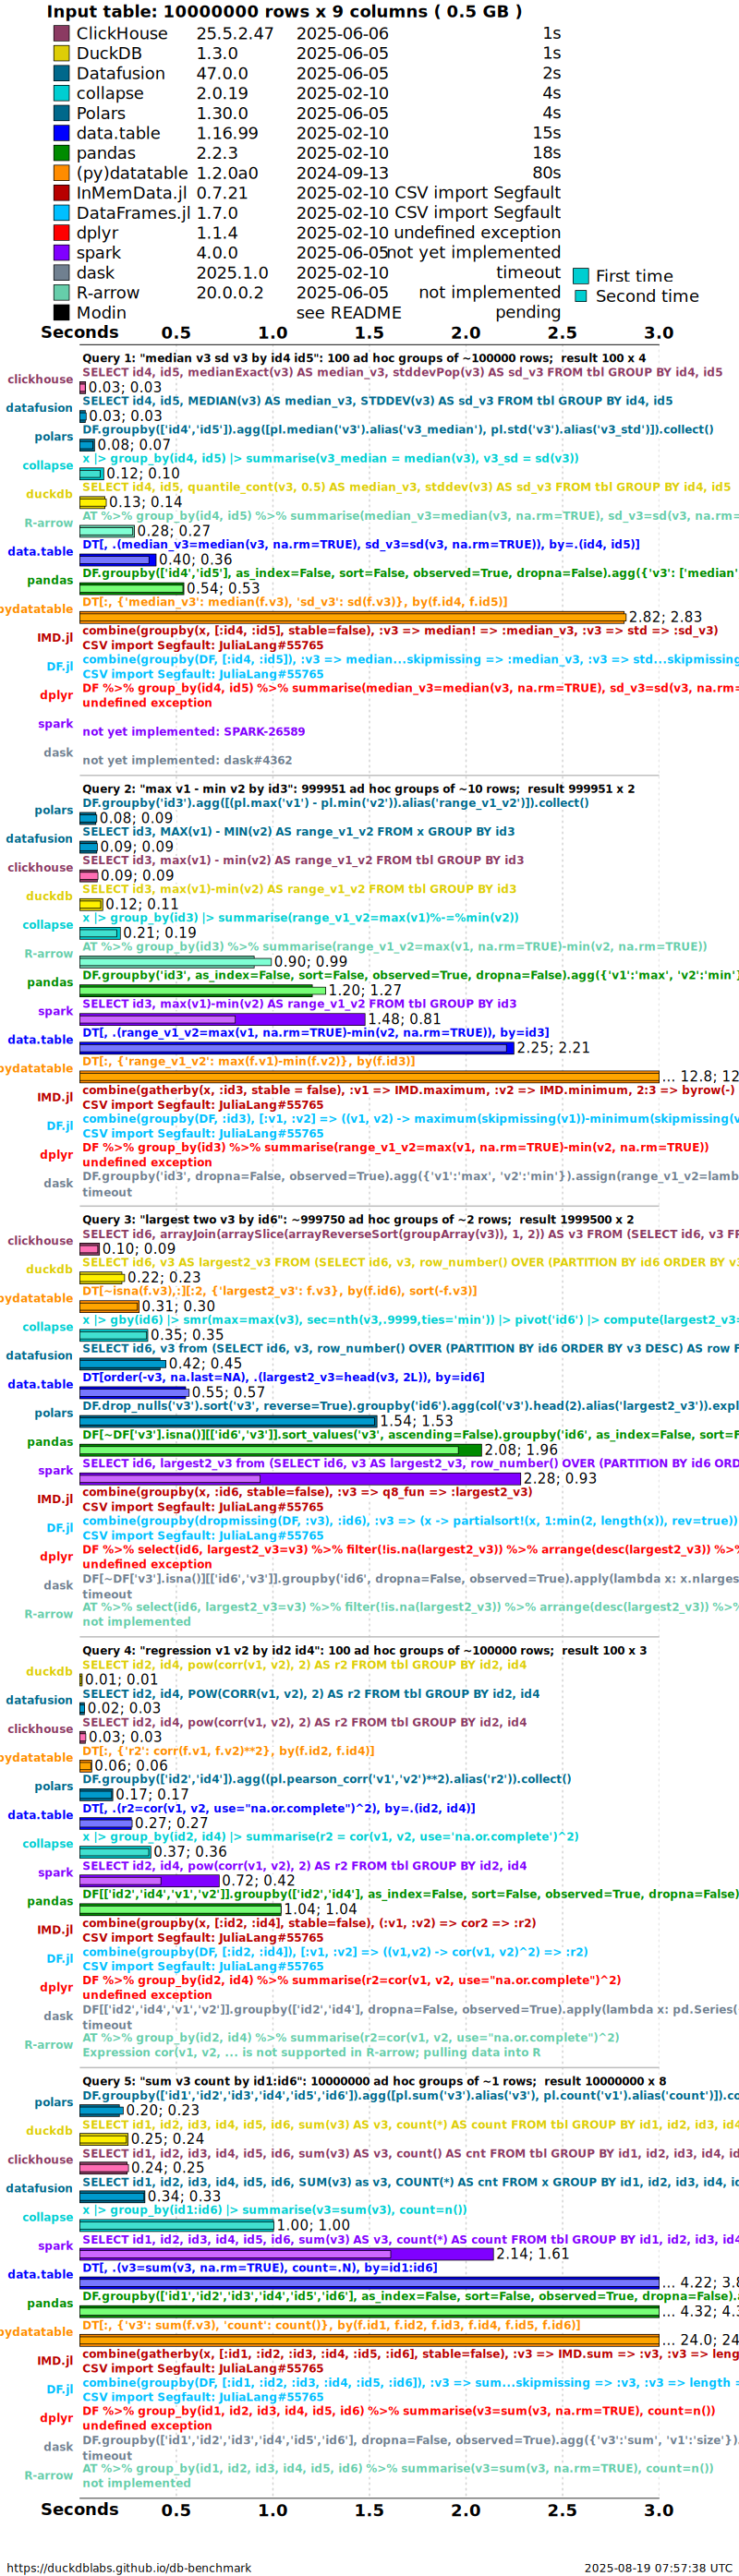 Input table: 10000000 rows x 9 columns ( 0.5 GB )
ClickHouse 25.5.2.47 2025-06-06 1s
DuckDB 1.3.0 2025-06-05 1s
Datafusion 47.0.0 2025-06-05 2s
collapse 2.0.19 2025-02-10 4s
Polars 1.30.0 2025-06-05 4s
data.table 1.16.99 2025-02-10 15s
pandas 2.2.3 2025-02-10 18s
(py)datatable 1.2.0a0 2024-09-13 80s
InMemData.jl 0.7.21 2025-02-10 CSV import Segfault
DataFrames.jl 1.7.0 2025-02-10 CSV import Segfault
dplyr 1.1.4 2025-02-10 undefined exception
spark 4.0.0 2025-06-05 not yet implemented
dask 2025.1.0 2025-02-10 timeout
R-arrow 20.0.0.2 2025-06-05 not implemented
Modin see README pending
First time
Second time
Seconds 0.5 1.0 1.5 2.0 2.5 3.0
Query 1: "median v3 sd v3 by id4 id5": 100 ad hoc groups of ~100000 rows; result 100 x 4
SELECT id4, id5, medianExact(v3) AS median_v3, stddevPop(v3) AS sd_v3 FROM tbl GROUP BY id4, id5
clickhouse 0.03; 0.03
SELECT id4, id5, MEDIAN(v3) AS median_v3, STDDEV(v3) AS sd_v3 FROM tbl GROUP BY id4, id5
datafusion 0.03; 0.03
DF.groupby(['id4','id5']).agg([pl.median('v3').alias('v3_median'), pl.std('v3').alias('v3_std')]).collect()
polars 0.08; 0.07
x |> group_by(id4, id5) |> summarise(v3_median = median(v3), v3_sd = sd(v3))
collapse 0.12; 0.10
SELECT id4, id5, quantile_cont(v3, 0.5) AS median_v3, stddev(v3) AS sd_v3 FROM tbl GROUP BY id4, id5
duckdb 0.13; 0.14
AT %>% group_by(id4, id5) %>% summarise(median_v3=median(v3, na.rm=TRUE), sd_v3=sd(v3, na.rm=
R-arrow 0.28; 0.27
DT[, .(median_v3=median(v3, na.rm=TRUE), sd_v3=sd(v3, na.rm=TRUE)), by=.(id4, id5)]
data.table 0.40; 0.36
DF.groupby(['id4','id5'], as_index=False, sort=False, observed=True, dropna=False).agg({'v3': ['median'
pandas 0.54; 0.53
DT[:, {'median_v3': median(f.v3), 'sd_v3': sd(f.v3)}, by(f.id4, f.id5)]
pydatatable 2.82; 2.83
combine(groupby(x, [:id4, :id5], stable=false), :v3 => median! => :median_v3, :v3 => std => :sd_v3)
IMD.jl CSV import Segfault: JuliaLang#55765
combine(groupby(DF, [:id4, :id5]), :v3 => median...skipmissing => :median_v3, :v3 => std...skipmissing
DF.jl CSV import Segfault: JuliaLang#55765
DF %>% group_by(id4, id5) %>% summarise(median_v3=median(v3, na.rm=TRUE), sd_v3=sd(v3, na.rm=
dplyr undefined exception
spark not yet implemented: SPARK-26589
dask not yet implemented: dask#4362
Query 2: "max v1 - min v2 by id3": 999951 ad hoc groups of ~10 rows; result 999951 x 2
DF.groupby('id3').agg([(pl.max('v1') - pl.min('v2')).alias('range_v1_v2')]).collect()
polars 0.08; 0.09
SELECT id3, MAX(v1) - MIN(v2) AS range_v1_v2 FROM x GROUP BY id3
datafusion 0.09; 0.09
SELECT id3, max(v1) - min(v2) AS range_v1_v2 FROM tbl GROUP BY id3
clickhouse 0.09; 0.09
SELECT id3, max(v1)-min(v2) AS range_v1_v2 FROM tbl GROUP BY id3
duckdb 0.12; 0.11
x |> group_by(id3) |> summarise(range_v1_v2=max(v1)%-=%min(v2))
collapse 0.21; 0.19
AT %>% group_by(id3) %>% summarise(range_v1_v2=max(v1, na.rm=TRUE)-min(v2, na.rm=TRUE))
R-arrow 0.90; 0.99
DF.groupby('id3', as_index=False, sort=False, observed=True, dropna=False).agg({'v1':'max', 'v2':'min'}
pandas 1.20; 1.27
SELECT id3, max(v1)-min(v2) AS range_v1_v2 FROM tbl GROUP BY id3
spark 1.48; 0.81
DT[, .(range_v1_v2=max(v1, na.rm=TRUE)-min(v2, na.rm=TRUE)), by=id3]
data.table 2.25; 2.21
DT[:, {'range_v1_v2': max(f.v1)-min(f.v2)}, by(f.id3)]
pydatatable ... 12.8; 12
combine(gatherby(x, :id3, stable = false), :v1 => IMD.maximum, :v2 => IMD.minimum, 2:3 => byrow(-)
IMD.jl CSV import Segfault: JuliaLang#55765
combine(groupby(DF, :id3), [:v1, :v2] => ((v1, v2) -> maximum(skipmissing(v1))-minimum(skipmissing(v
DF.jl CSV import Segfault: JuliaLang#55765
DF %>% group_by(id3) %>% summarise(range_v1_v2=max(v1, na.rm=TRUE)-min(v2, na.rm=TRUE))
dplyr undefined exception
DF.groupby('id3', dropna=False, observed=True).agg({'v1':'max', 'v2':'min'}).assign(range_v1_v2=lamb
dask timeout
Query 3: "largest two v3 by id6": ~999750 ad hoc groups of ~2 rows; result 1999500 x 2
SELECT id6, arrayJoin(arraySlice(arrayReverseSort(groupArray(v3)), 1, 2)) AS v3 FROM (SELECT id6, v3 FR
clickhouse 0.10; 0.09
SELECT id6, v3 AS largest2_v3 FROM (SELECT id6, v3, row_number() OVER (PARTITION BY id6 ORDER BY v3
duckdb 0.22; 0.23
DT[~isna(f.v3),:][:2, {'largest2_v3': f.v3}, by(f.id6), sort(-f.v3)]
pydatatable 0.31; 0.30
x |> gby(id6) |> smr(max=max(v3), sec=nth(v3,.9999,ties='min')) |> pivot('id6') |> compute(largest2_v3=
collapse 0.35; 0.35
SELECT id6, v3 from (SELECT id6, v3, row_number() OVER (PARTITION BY id6 ORDER BY v3 DESC) AS row F
datafusion 0.42; 0.45
DT[order(-v3, na.last=NA), .(largest2_v3=head(v3, 2L)), by=id6]
data.table 0.55; 0.57
DF.drop_nulls('v3').sort('v3', reverse=True).groupby('id6').agg(col('v3').head(2).alias('largest2_v3')).expl
polars 1.54; 1.53
DF[~DF['v3'].isna()][['id6','v3']].sort_values('v3', ascending=False).groupby('id6', as_index=False, sort=F
pandas 2.08; 1.96
SELECT id6, largest2_v3 from (SELECT id6, v3 AS largest2_v3, row_number() OVER (PARTITION BY id6 ORD
spark 2.28; 0.93
combine(groupby(x, :id6, stable=false), :v3 => q8_fun => :largest2_v3)
IMD.jl CSV import Segfault: JuliaLang#55765
combine(groupby(dropmissing(DF, :v3), :id6), :v3 => (x -> partialsort!(x, 1:min(2, length(x)), rev=true))
DF.jl CSV import Segfault: JuliaLang#55765
DF %>% select(id6, largest2_v3=v3) %>% filter(!is.na(largest2_v3)) %>% arrange(desc(largest2_v3)) %>%
dplyr undefined exception
DF[~DF['v3'].isna()][['id6','v3']].groupby('id6', dropna=False, observed=True).apply(lambda x: x.nlarges
dask timeout
AT %>% select(id6, largest2_v3=v3) %>% filter(!is.na(largest2_v3)) %>% arrange(desc(largest2_v3)) %>%
R-arrow not implemented
Query 4: "regression v1 v2 by id2 id4": 100 ad hoc groups of ~100000 rows; result 100 x 3
SELECT id2, id4, pow(corr(v1, v2), 2) AS r2 FROM tbl GROUP BY id2, id4
duckdb 0.01; 0.01
SELECT id2, id4, POW(CORR(v1, v2), 2) AS r2 FROM tbl GROUP BY id2, id4
datafusion 0.02; 0.03
SELECT id2, id4, pow(corr(v1, v2), 2) AS r2 FROM tbl GROUP BY id2, id4
clickhouse 0.03; 0.03
DT[:, {'r2': corr(f.v1, f.v2)**2}, by(f.id2, f.id4)]
pydatatable 0.06; 0.06
DF.groupby(['id2','id4']).agg((pl.pearson_corr('v1','v2')**2).alias('r2')).collect()
polars 0.17; 0.17
DT[, .(r2=cor(v1, v2, use="na.or.complete")^2), by=.(id2, id4)]
data.table 0.27; 0.27
x |> group_by(id2, id4) |> summarise(r2 = cor(v1, v2, use='na.or.complete')^2)
collapse 0.37; 0.36
SELECT id2, id4, pow(corr(v1, v2), 2) AS r2 FROM tbl GROUP BY id2, id4
spark 0.72; 0.42
DF[['id2','id4','v1','v2']].groupby(['id2','id4'], as_index=False, sort=False, observed=True, dropna=False)
pandas 1.04; 1.04
combine(groupby(x, [:id2, :id4], stable=false), (:v1, :v2) => cor2 => :r2)
IMD.jl CSV import Segfault: JuliaLang#55765
combine(groupby(DF, [:id2, :id4]), [:v1, :v2] => ((v1,v2) -> cor(v1, v2)^2) => :r2)
DF.jl CSV import Segfault: JuliaLang#55765
DF %>% group_by(id2, id4) %>% summarise(r2=cor(v1, v2, use="na.or.complete")^2)
dplyr undefined exception
DF[['id2','id4','v1','v2']].groupby(['id2','id4'], dropna=False, observed=True).apply(lambda x: pd.Series(
dask timeout
AT %>% group_by(id2, id4) %>% summarise(r2=cor(v1, v2, use="na.or.complete")^2)
R-arrow Expression cor(v1, v2, ... is not supported in R-arrow; pulling data into R
Query 5: "sum v3 count by id1:id6": 10000000 ad hoc groups of ~1 rows; result 10000000 x 8
DF.groupby(['id1','id2','id3','id4','id5','id6']).agg([pl.sum('v3').alias('v3'), pl.count('v1').alias('count')]).co
polars 0.20; 0.23
SELECT id1, id2, id3, id4, id5, id6, sum(v3) AS v3, count(*) AS count FROM tbl GROUP BY id1, id2, id3, id4
duckdb 0.25; 0.24
SELECT id1, id2, id3, id4, id5, id6, sum(v3) AS v3, count() AS cnt FROM tbl GROUP BY id1, id2, id3, id4, id
clickhouse 0.24; 0.25
SELECT id1, id2, id3, id4, id5, id6, SUM(v3) as v3, COUNT(*) AS cnt FROM x GROUP BY id1, id2, id3, id4, id
datafusion 0.34; 0.33
x |> group_by(id1:id6) |> summarise(v3=sum(v3), count=n())
collapse 1.00; 1.00
SELECT id1, id2, id3, id4, id5, id6, sum(v3) AS v3, count(*) AS count FROM tbl GROUP BY id1, id2, id3, id4
spark 2.14; 1.61
DT[, .(v3=sum(v3, na.rm=TRUE), count=.N), by=id1:id6]
data.table ... 4.22; 3.8
DF.groupby(['id1','id2','id3','id4','id5','id6'], as_index=False, sort=False, observed=True, dropna=False).a
pandas ... 4.32; 4.3
DT[:, {'v3': sum(f.v3), 'count': count()}, by(f.id1, f.id2, f.id3, f.id4, f.id5, f.id6)]
pydatatable ... 24.0; 24
combine(gatherby(x, [:id1, :id2, :id3, :id4, :id5, :id6], stable=false), :v3 => IMD.sum => :v3, :v3 => leng
IMD.jl CSV import Segfault: JuliaLang#55765
combine(groupby(DF, [:id1, :id2, :id3, :id4, :id5, :id6]), :v3 => sum...skipmissing => :v3, :v3 => length =
DF.jl CSV import Segfault: JuliaLang#55765
DF %>% group_by(id1, id2, id3, id4, id5, id6) %>% summarise(v3=sum(v3, na.rm=TRUE), count=n())
dplyr undefined exception
DF.groupby(['id1','id2','id3','id4','id5','id6'], dropna=False, observed=True).agg({'v3':'sum', 'v1':'size'}).
dask timeout
AT %>% group_by(id1, id2, id3, id4, id5, id6) %>% summarise(v3=sum(v3, na.rm=TRUE), count=n())
R-arrow not implemented
Seconds 0.5 1.0 1.5 2.0 2.5 3.0
https://duckdblabs.github.io/db-benchmark 2025-08-19 07:57:38 UTC